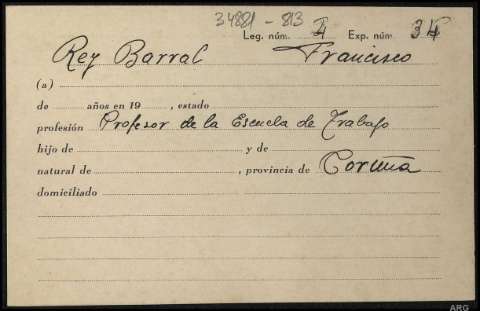 34881-813
Leg. núm. 4 Exp. núm. 34
Rey Barral Francisco
(a)
de años en 19 , estado
profesión Profesor de la Escuela de Trabajo
hijo de y de
natural de , provincia de Coruña
domiciliado
ARG